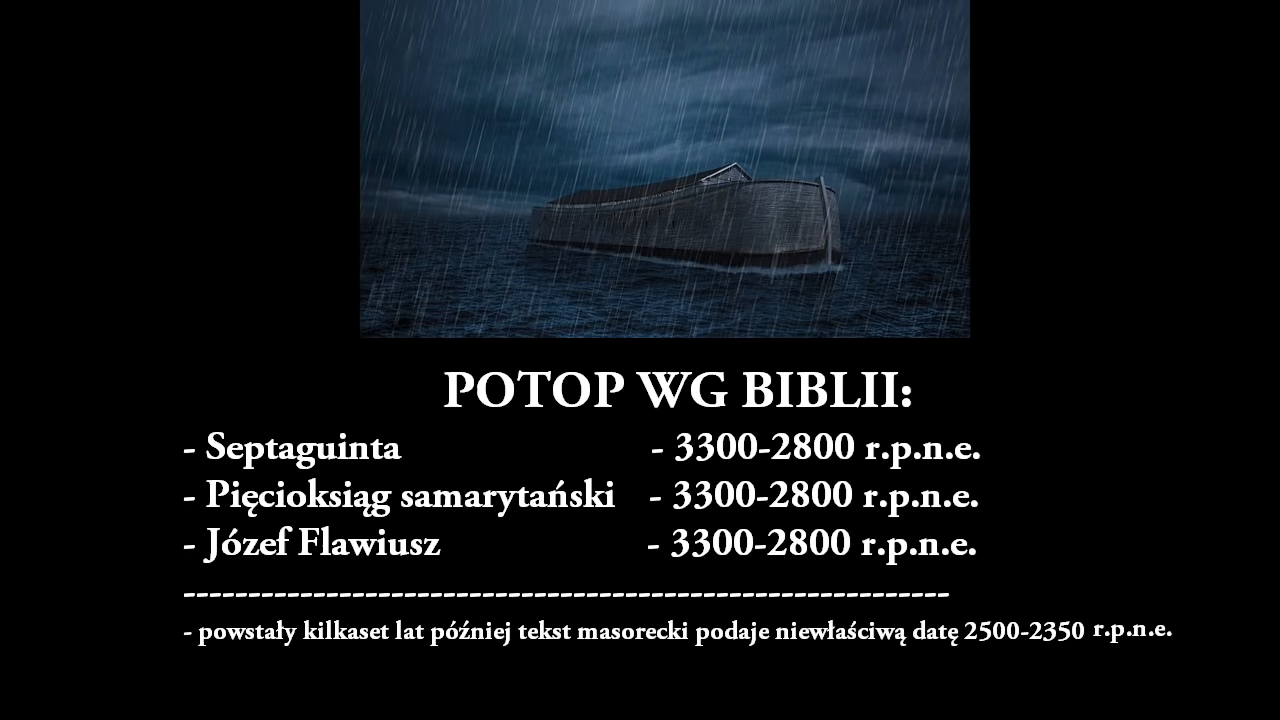 POTOP WG BIBLII:
- Septaguinta - 3300-2800 r.p.n.e.
- Pięcioksiąg samarytański - 3300-2800 r.p.n.e.
- Józef Flawiusz - 3300-2800 r.p.n.e.
-----------------------------------------------------------
- powstały kilkaset lat później tekst masorecki podaje niewłaściwą datę 2500-2350 r.p.n.e.